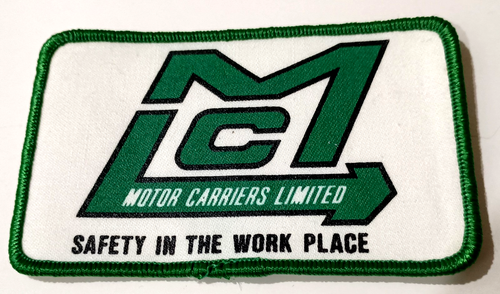 MCL
MOTOR CARRIERS LIMITED
SAFETY IN THE WORK PLACE